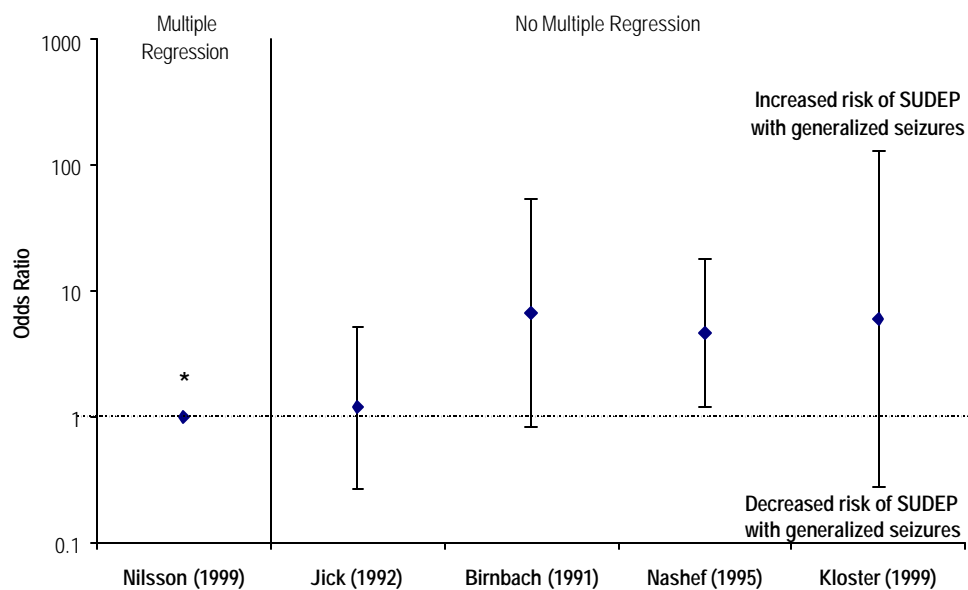 Multiple
Regression
No Multiple Regression
1000
100
10
1
0.1
Odds Ratio
Increased risk of SUDEP
with generalized seizures
*
Decreased risk of SUDEP
with generalized seizures
Nilsson (1999)
Jick (1992)
Birnbach (1991)
Nashef (1995)
Kloster (1999)